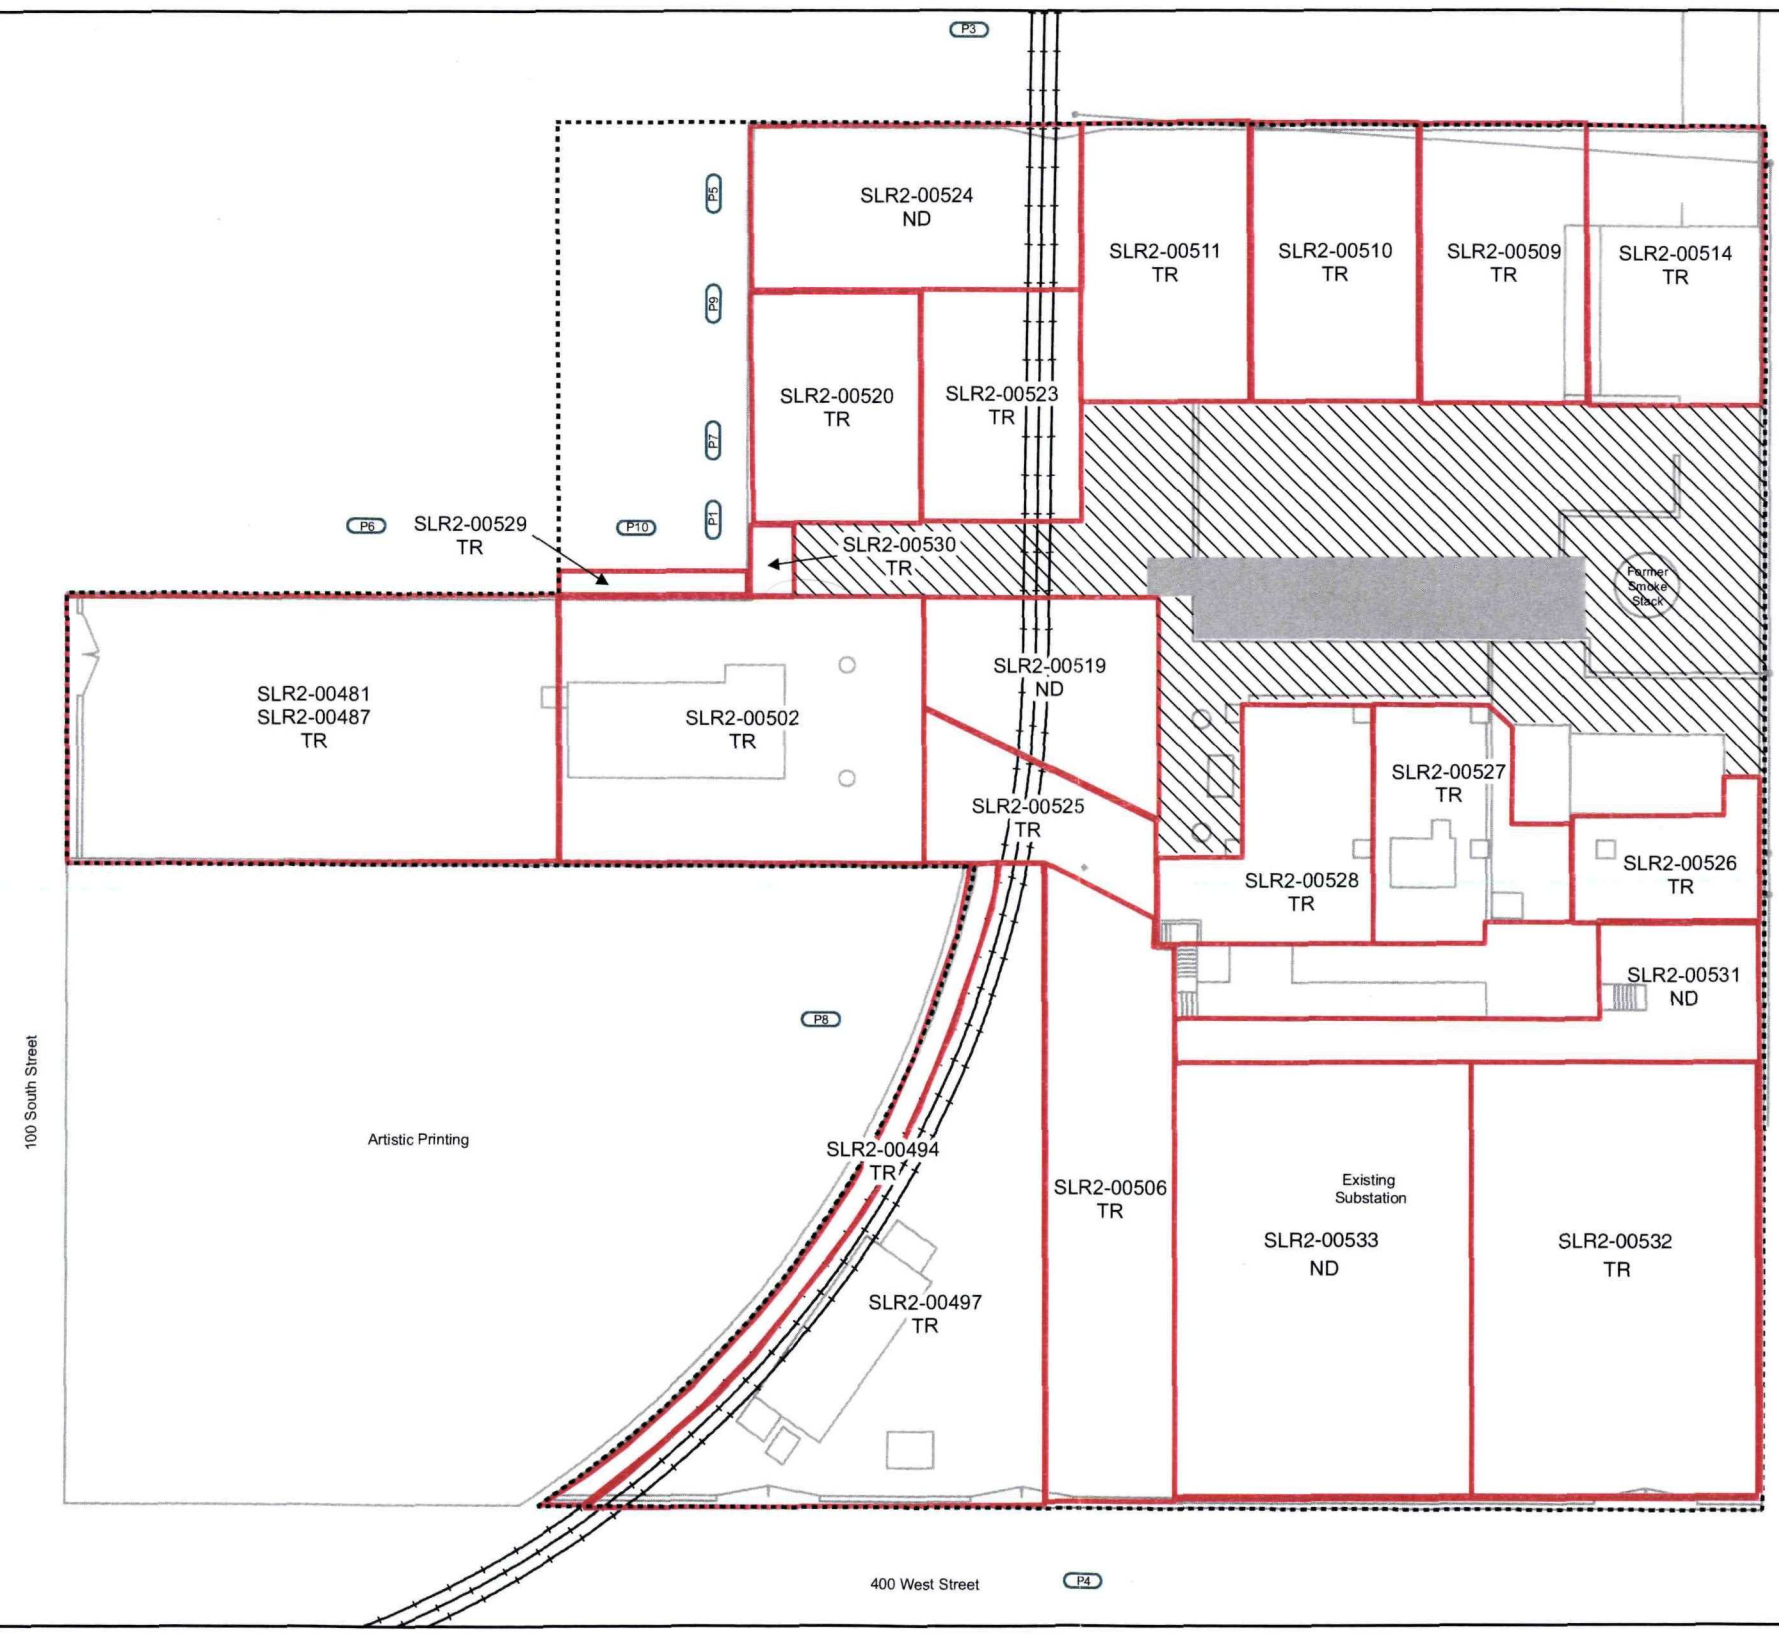 P3
P5
SLR2-00524
ND
SLR2-00511
TR
SLR2-00510
TR
SLR2-00509
TR
SLR2-00514
TR
P9
SLR2-00520
TR
SLR2-00523
TR
P7
P6
SLR2-00529
TR
P10
P1
SLR2-00530
TR
Former
Smoke
Stack
SLR2-00481
SLR2-00487
TR
SLR2-00502
TR
SLR2-00519
ND
SLR2-00525
TR
SLR2-00527
TR
SLR2-00528
TR
SLR2-00526
TR
SLR2-00531
ND
P8
100 South Street
Artistic Printing
SLR2-00494
TR
SLR2-00506
TR
Existing
Substation
SLR2-00533
ND
SLR2-00532
TR
SLR2-00497
TR
400 West Street
P4